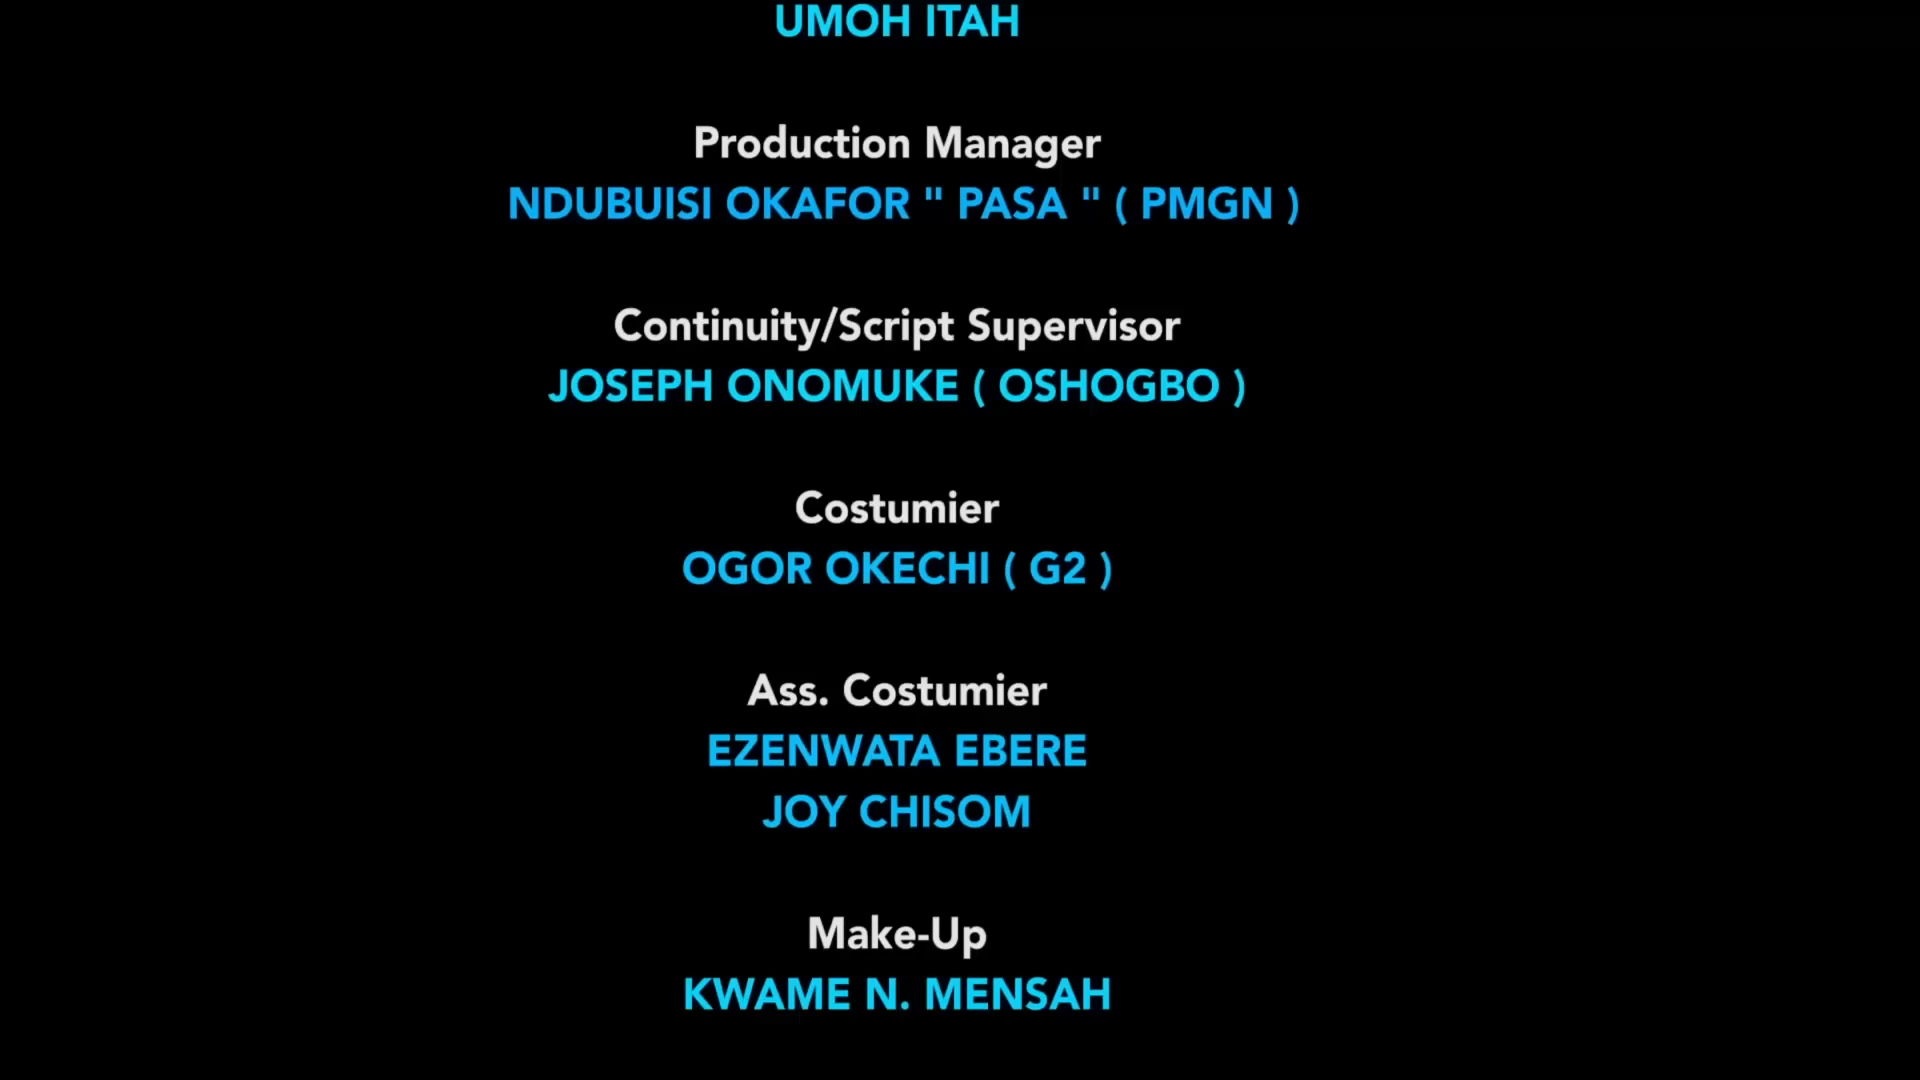 UMOH ITAH
Production Manager
NDUBUISI OKAFOR " PASA " ( PMGN )
Continuity/Script Supervisor
JOSEPH ONOMUKE ( OSHOGBO )
Costumier
OGOR OKECHI ( G2 )
Ass. Costumier
EZENWATA EBERE
JOY CHISOM
Make-Up
KWAME N. MENSAH